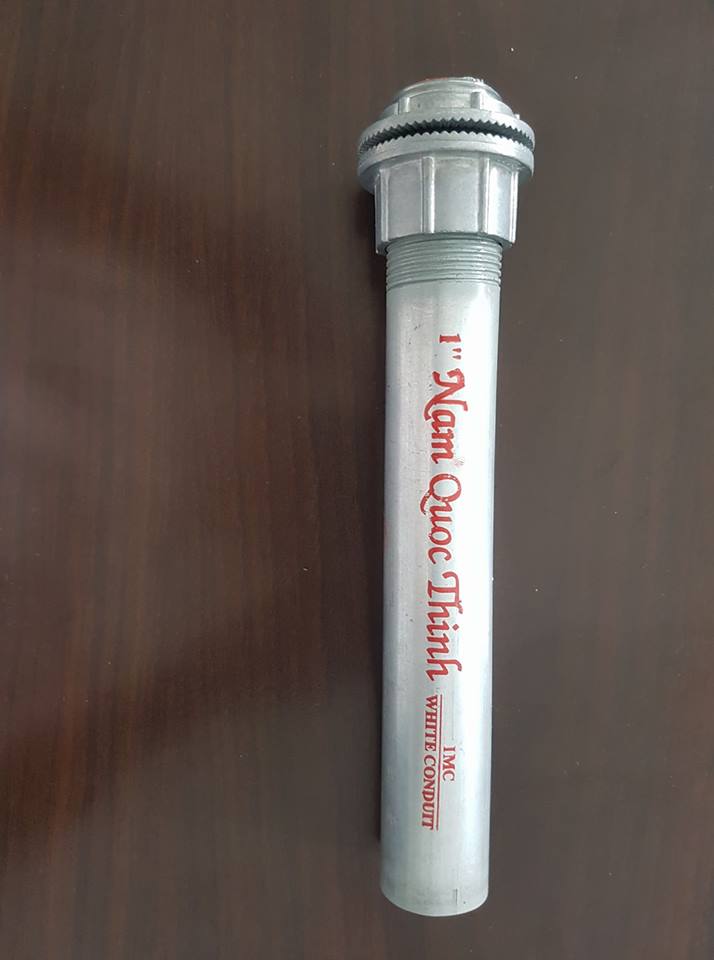 1" Nam Quoc Thinh
IMC
WHITE CONDUIT